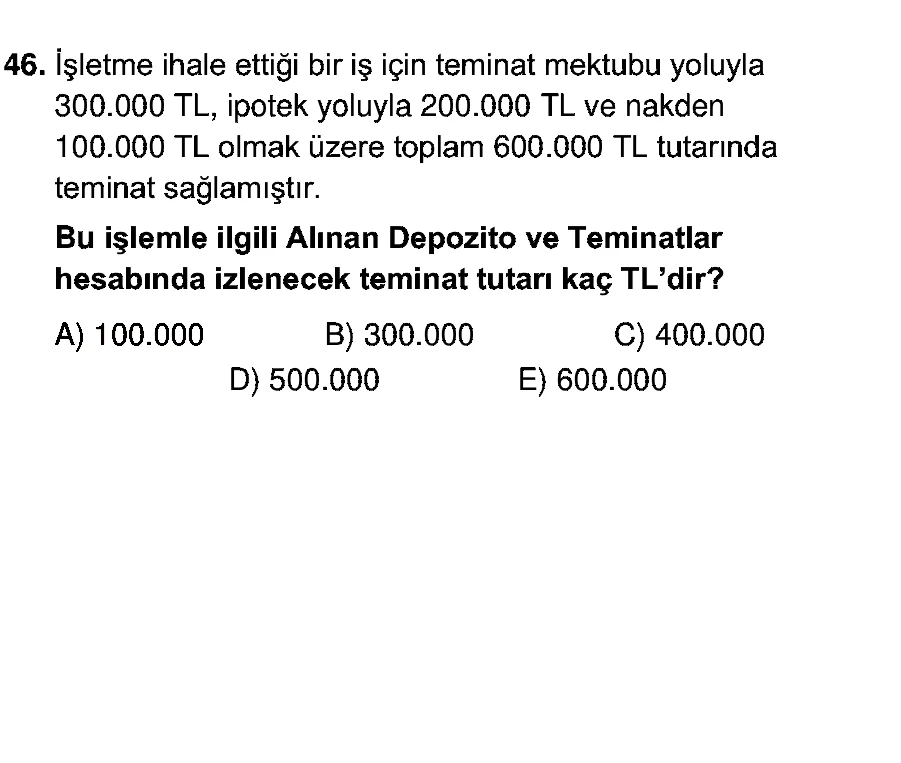 46. İşletme ihale ettiği bir iş için teminat mektubu yoluyla
300.000 TL, ipotek yoluyla 200.000 TL ve nakden
100.000 TL olmak üzere toplam 600.000 TL tutarında
teminat sağlamıştır.
Bu işlemle ilgili Alınan Depozito ve Teminatlar
hesabında izlenecek teminat tutarı kaç TL’dir?
A) 100.000 B) 300.000 C) 400.000
D) 500.000 E) 600.000